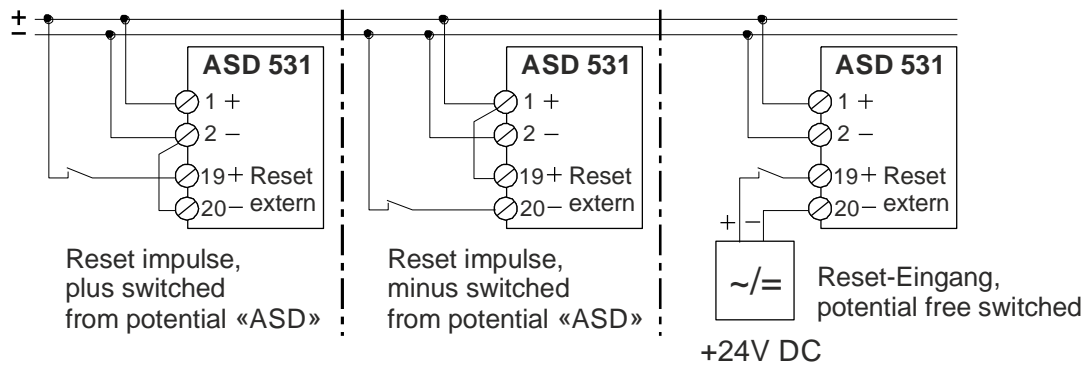 ±
ASD 531
1 +
2 –
19+ Reset
20– extern
Reset impulse,
plus switched
from potential «ASD»
ASD 531
1 +
2 –
19+ Reset
20– extern
Reset impulse,
minus switched
from potential «ASD»
ASD 531
1 +
2 –
19+ Reset
20– extern
+ –
~/=
+24V DC
Reset-Eingang,
potential free switched